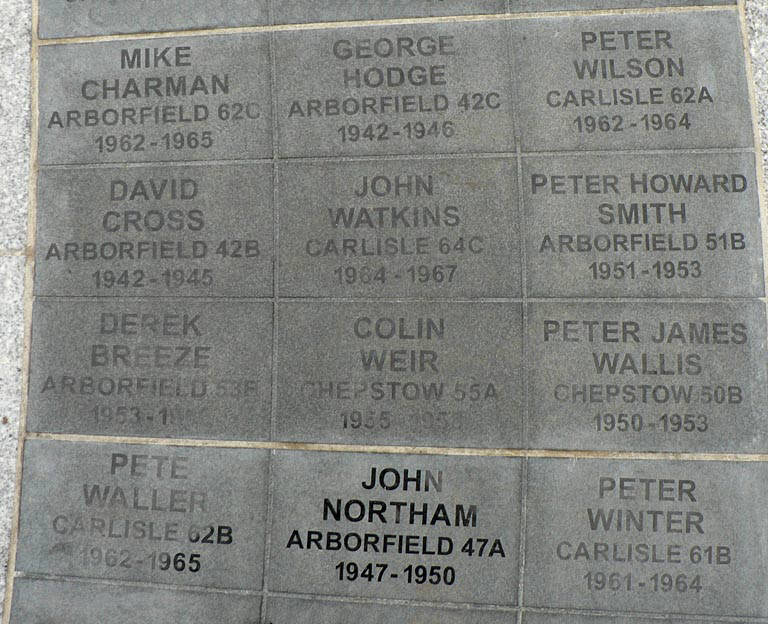 MIKE
CHARMAN
ARBORFIELD 62C
1962-1965
GEORGE
HODGE
ARBORFIELD 42C
1942-1946
PETER
WILSON
CARLISLE 62A
1962-1964
DAVID
CROSS
ARBORFIELD 42B
1942-1945
JOHN
WATKINS
CARLISLE 64C
1964-1967
PETER HOWARD
SMITH
ARBORFIELD 51B
1951-1953
DEREK
BREEZE
ARBORFIELD
COLIN
WEIR
CHEPSTOW 55A
1955
PETER JAMES
WALLIS
CHEPSTOW 50B
1950-1953
PETE
WALLER
CARLISLE 62B
1962-1965
JOHN
NORTHAM
ARBORFIELD 47A
1947-1950
PETER
WINTER
CARLISLE 61B
1961-1964